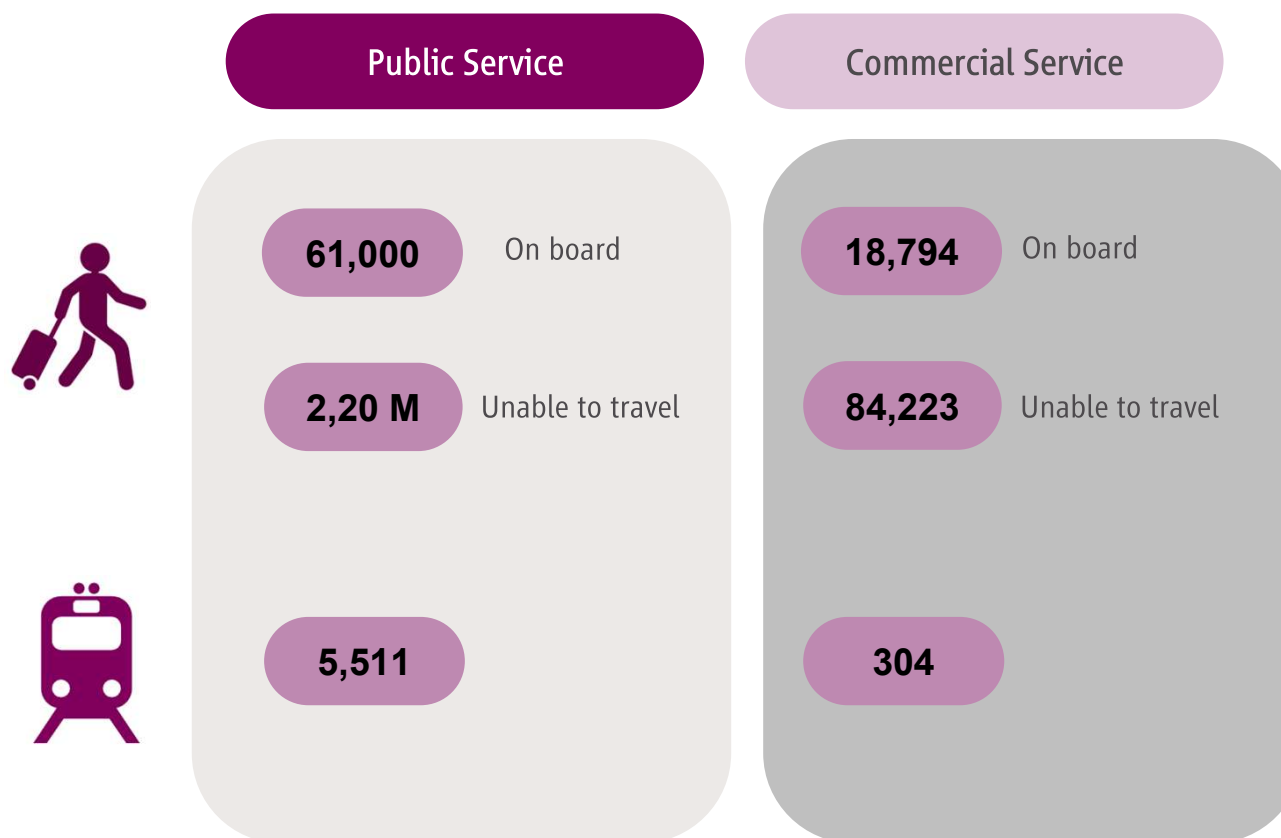 Public Service
Commercial Service
61,000 On board
18,794 On board
2,20 M Unable to travel
84,223 Unable to travel
5,511
304